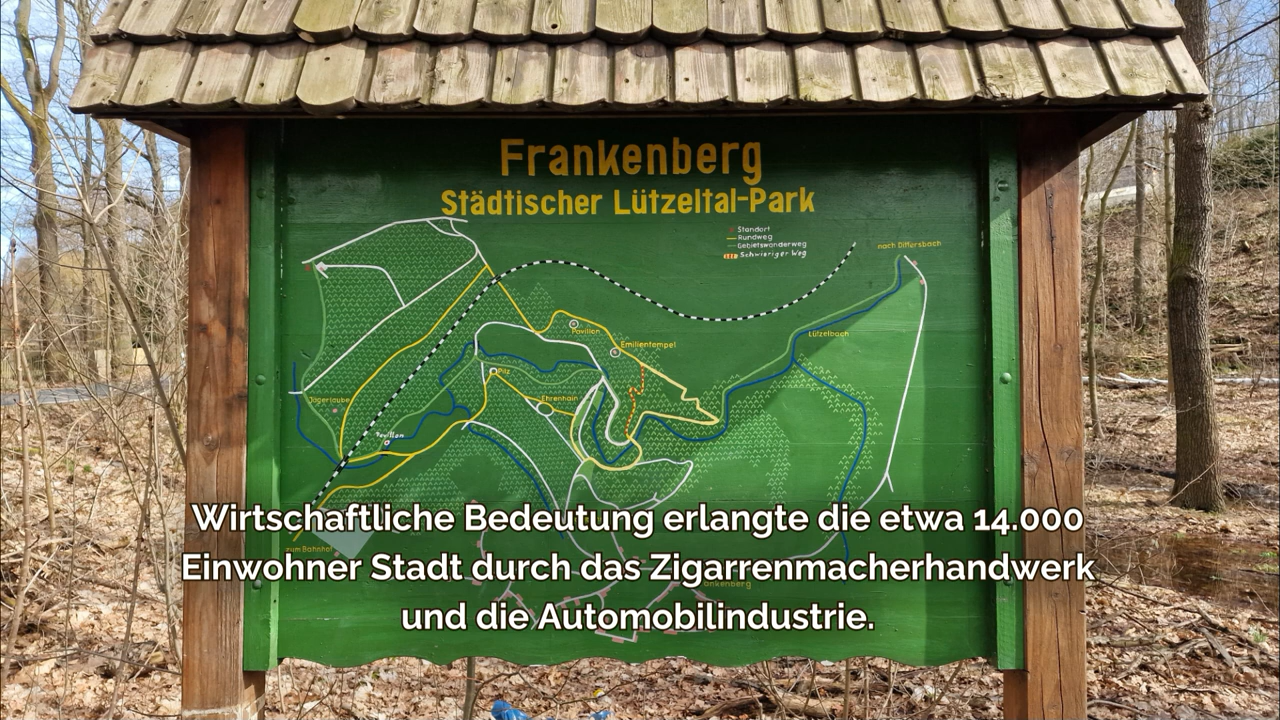 Frankenberg
Städtischer Lützeltal-Park
Standort
Rundweg
Gebietswanderweg
Schwieriger Weg
nach Dittersbach
Lützelbach
Pavillon
Emilientempel
Pilz
Jägerlaube
Ehrenhain
Pavillon
Wirtschaftliche Bedeutung erlangte die etwa 14.000
zum Bahnhof
Einwohner Stadt durch das Zigarrenmacherhandwerk
und die Automobilindustrie.